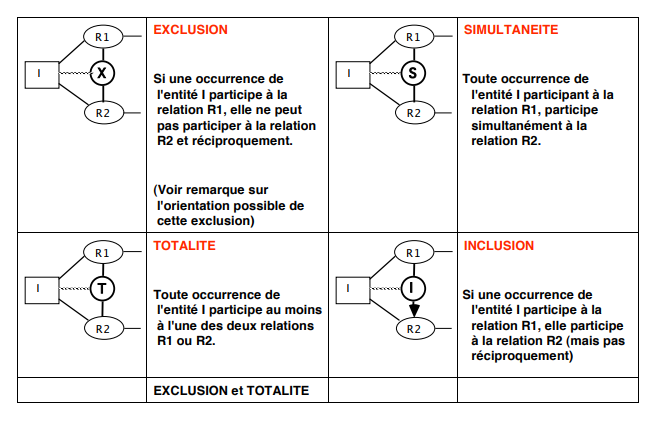 R1
I
X
R2
EXCLUSION
Si une occurrence de
l'entité I participe à la
relation R1, elle ne peut
pas participer à la relation
R2 et réciproquement.
(Voir remarque sur
l'orientation possible de
cette exclusion)
R1
I
S
R2
SIMULTANEITE
Toute occurrence de
l'entité I participant à la
relation R1, participe
simultanément à la
relation R2.
R1
I
T
R2
TOTALITE
Toute occurrence de
l'entité I participe au moins
à l'une des deux relations
R1 ou R2.
R1
I
I
R2
INCLUSION
Si une occurrence de
l'entité I participe à la
relation R1, elle participe
à la relation R2 (mais pas
réciproquement)
EXCLUSION et TOTALITE